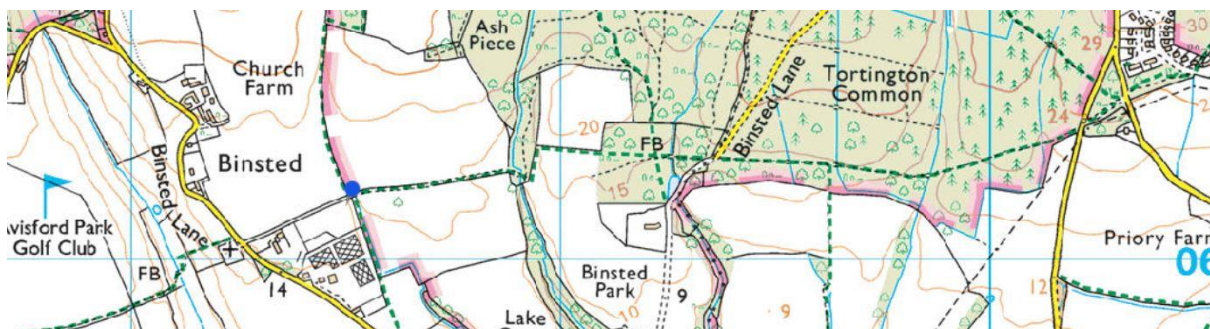 Ash
Piece
Church
Farm
Tortington
Common
29
30
24
20
FB
Binsted Lane
Binsted
Binsted Lane
15
Avisford Park
Golf Club
FB
14
Binsted
Park
9
9
10
Lake
Priory Farm
06
12